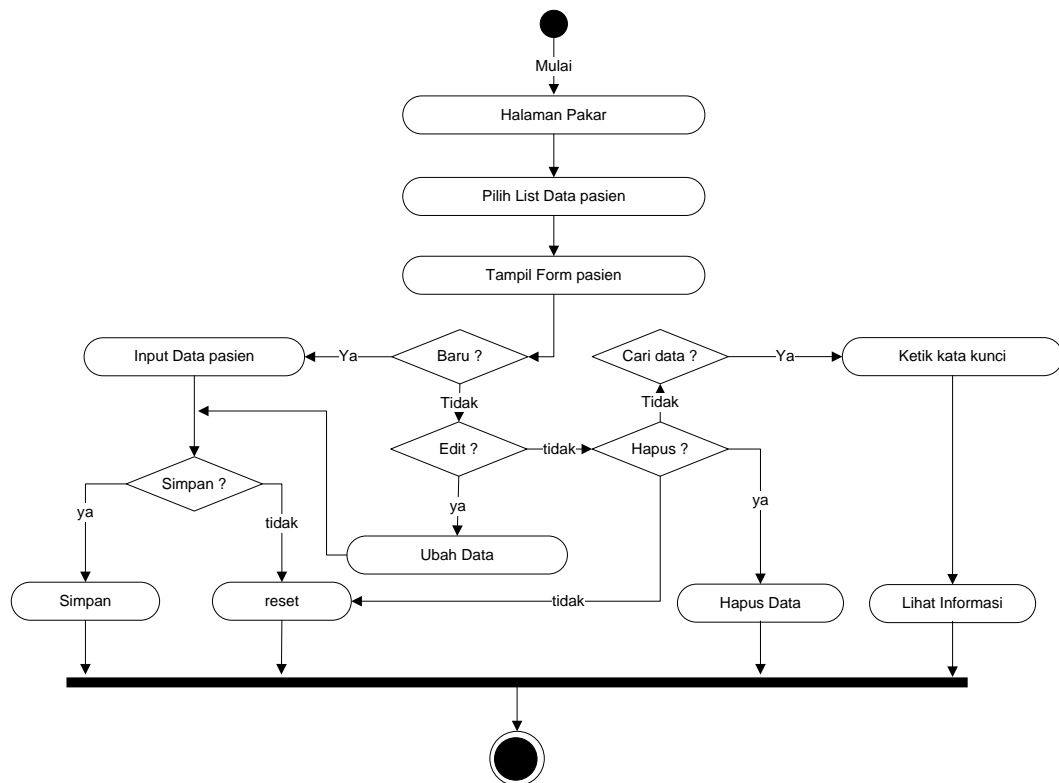 Mulai
Halaman Pakar
Pilih List Data pasien
Tampil Form pasien
Input Data pasien
Ya
Baru ?
Cari data ?
Ya
Ketik kata kunci
Tidak
Tidak
Edit ?
tidak
Hapus ?
Simpan ?
ya
tidak
ya
ya
Ubah Data
Simpan
reset
tidak
Hapus Data
Lihat Informasi